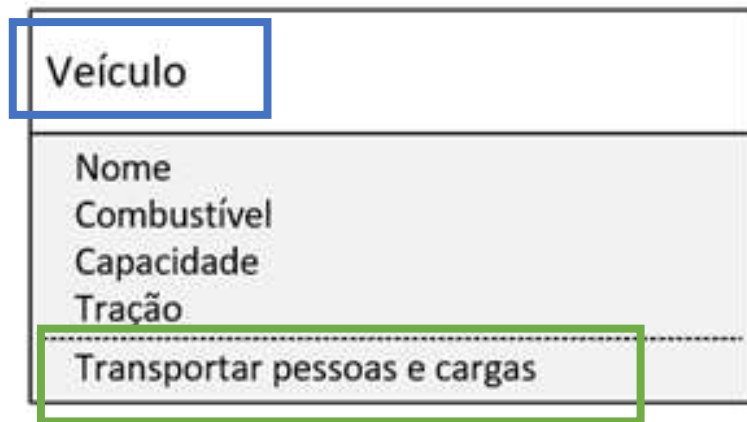 Veículo
Nome
Combustível
Capacidade
Tração
Transportar pessoas e cargas